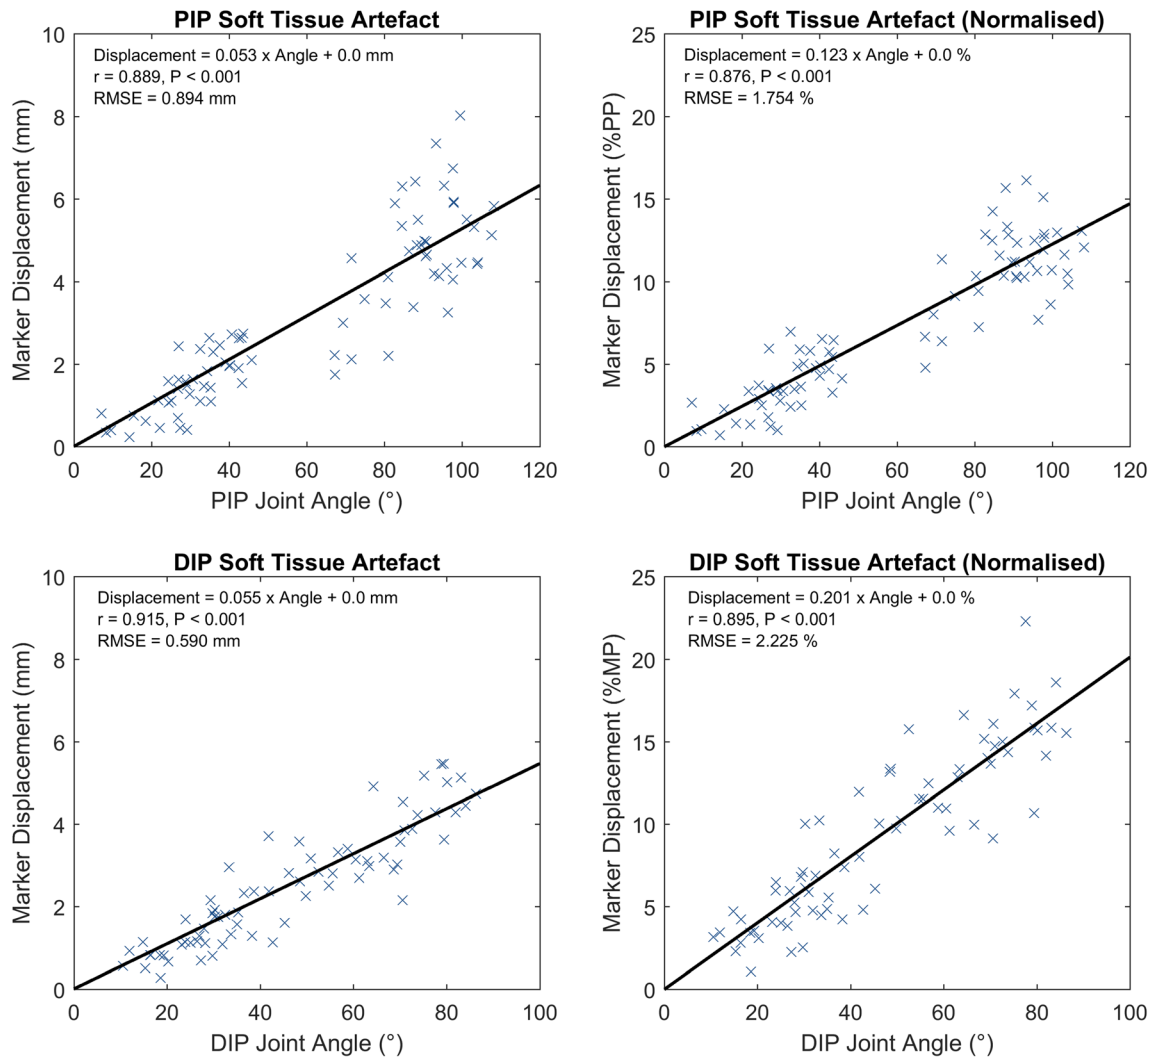 PIP Soft Tissue Artefact
Displacement = 0.053 x Angle + 0.0 mm
r = 0.889, P < 0.001
RMSE = 0.894 mm
Marker Displacement (mm)
10
8
6
4
2
0
0 20 40 60 80 100 120
PIP Joint Angle (°)
PIP Soft Tissue Artefact (Normalised)
Displacement = 0.123 x Angle + 0.0 %
r = 0.876, P < 0.001
RMSE = 1.754 %
Marker Displacement (%PP)
25
20
15
10
5
0
0 20 40 60 80 100 120
PIP Joint Angle (°)
DIP Soft Tissue Artefact
Displacement = 0.055 x Angle + 0.0 mm
r = 0.915, P < 0.001
RMSE = 0.590 mm
Marker Displacement (mm)
10
8
6
4
2
0
0 20 40 60 80 100
DIP Joint Angle (°)
DIP Soft Tissue Artefact (Normalised)
Displacement = 0.201 x Angle + 0.0 %
r = 0.895, P < 0.001
RMSE = 2.225 %
Marker Displacement (%MP)
25
20
15
10
5
0
0 20 40 60 80 100
DIP Joint Angle (°)